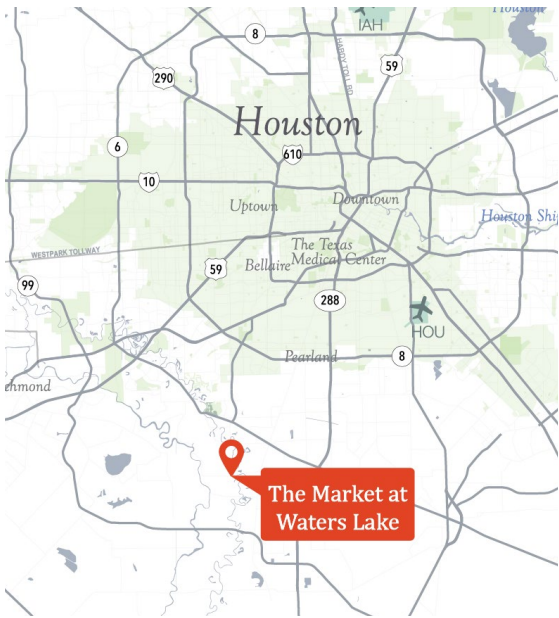 Houston
IAH
8
HARDY TOLL RD
59
290
Houston
6
610
10
Uptown
Downtown
Houston Ship
WESTPARK TOLLWAY
The Texas
Medical Center
59
Bellaire
99
288
HOU
Pearland
8
chmond
The Market at
Waters Lake